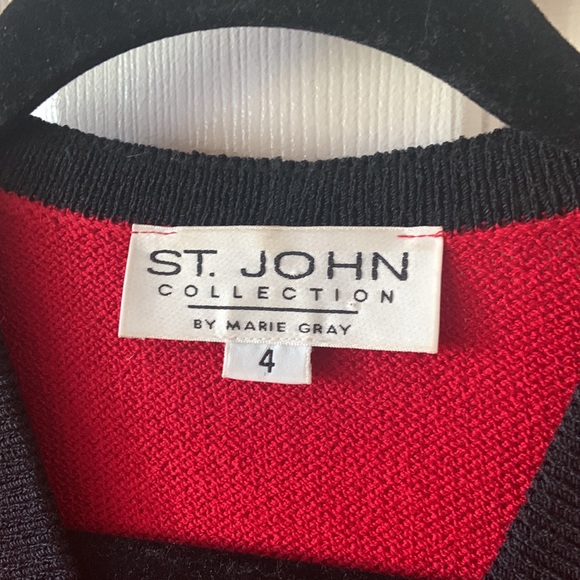 ST. JOHN
COLLECTION
BY MARIE GRAY
4